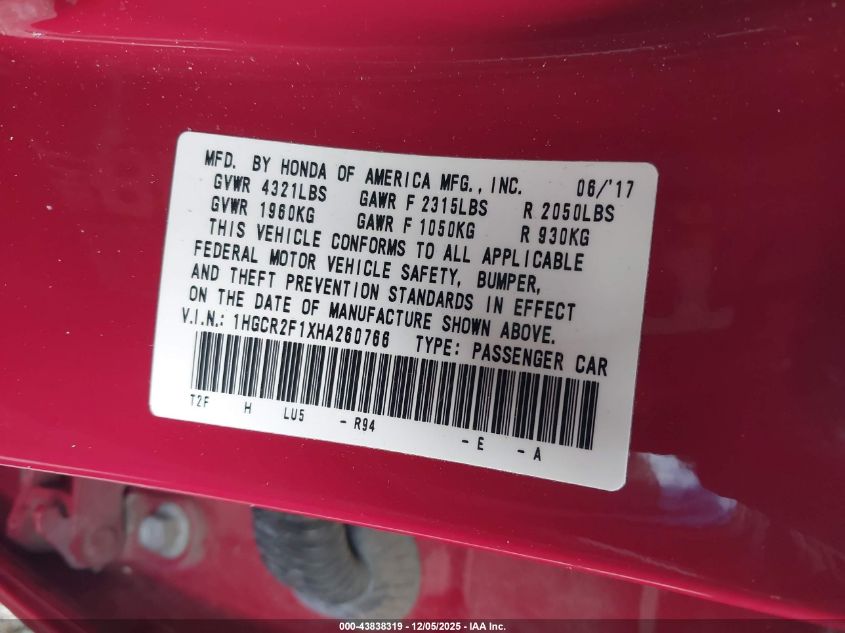 MFD. BY HONDA OF AMERICA MFG., INC. 06/'17
GVWR 4321LBS GAWR F 2315LBS R 2050LBS
GVWR 1960KG GAWR F 1050KG R 930KG
THIS VEHICLE CONFORMS TO ALL APPLICABLE
FEDERAL MOTOR VEHICLE SAFETY, BUMPER,
AND THEFT PREVENTION STANDARDS IN EFFECT
ON THE DATE OF MANUFACTURE SHOWN ABOVE.
V.I.N.: 1HGCR2F1XHA260766 TYPE: PASSENGER CAR
T2F H LU5 - R94 - E - A
000-43838319 | 12/05/2025 - IAA Inc.